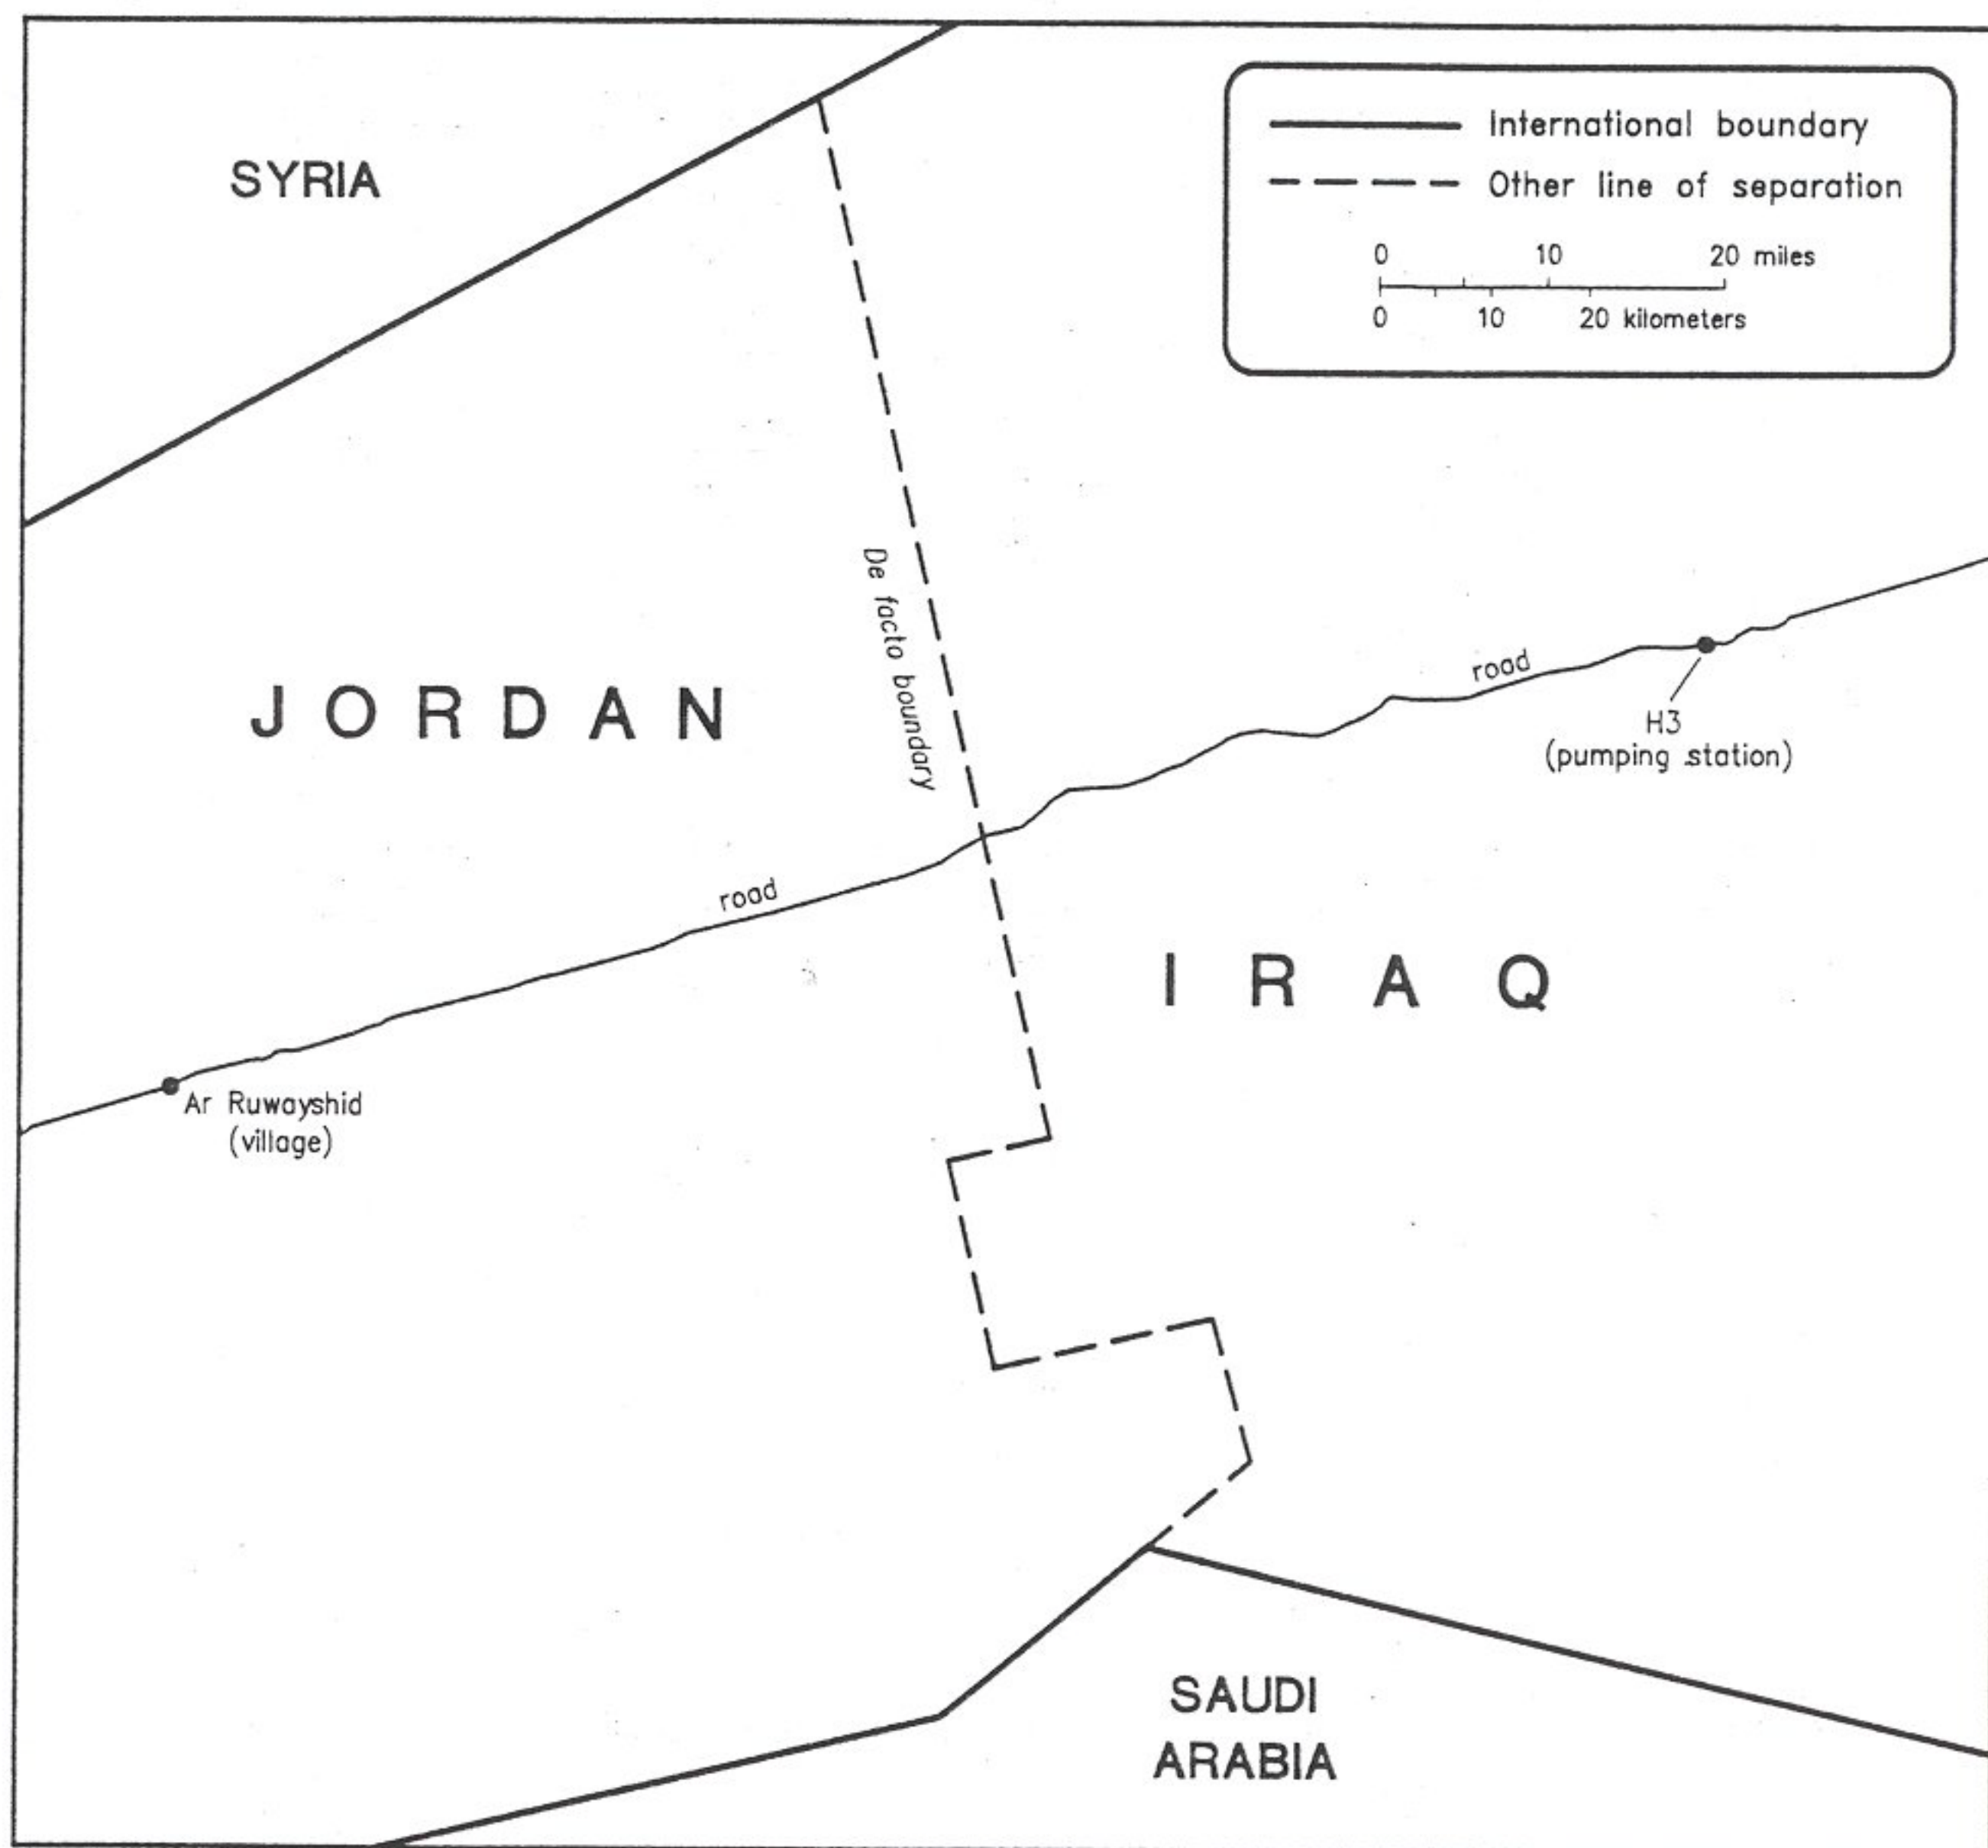 SYRIA
International boundary
Other line of separation
0 10 20 miles
0 10 20 kilometers
De facto boundary
JORDAN
road
H3
(pumping station)
road
IRAQ
Ar Ruwayshid
(village)
SAUDI
ARABIA